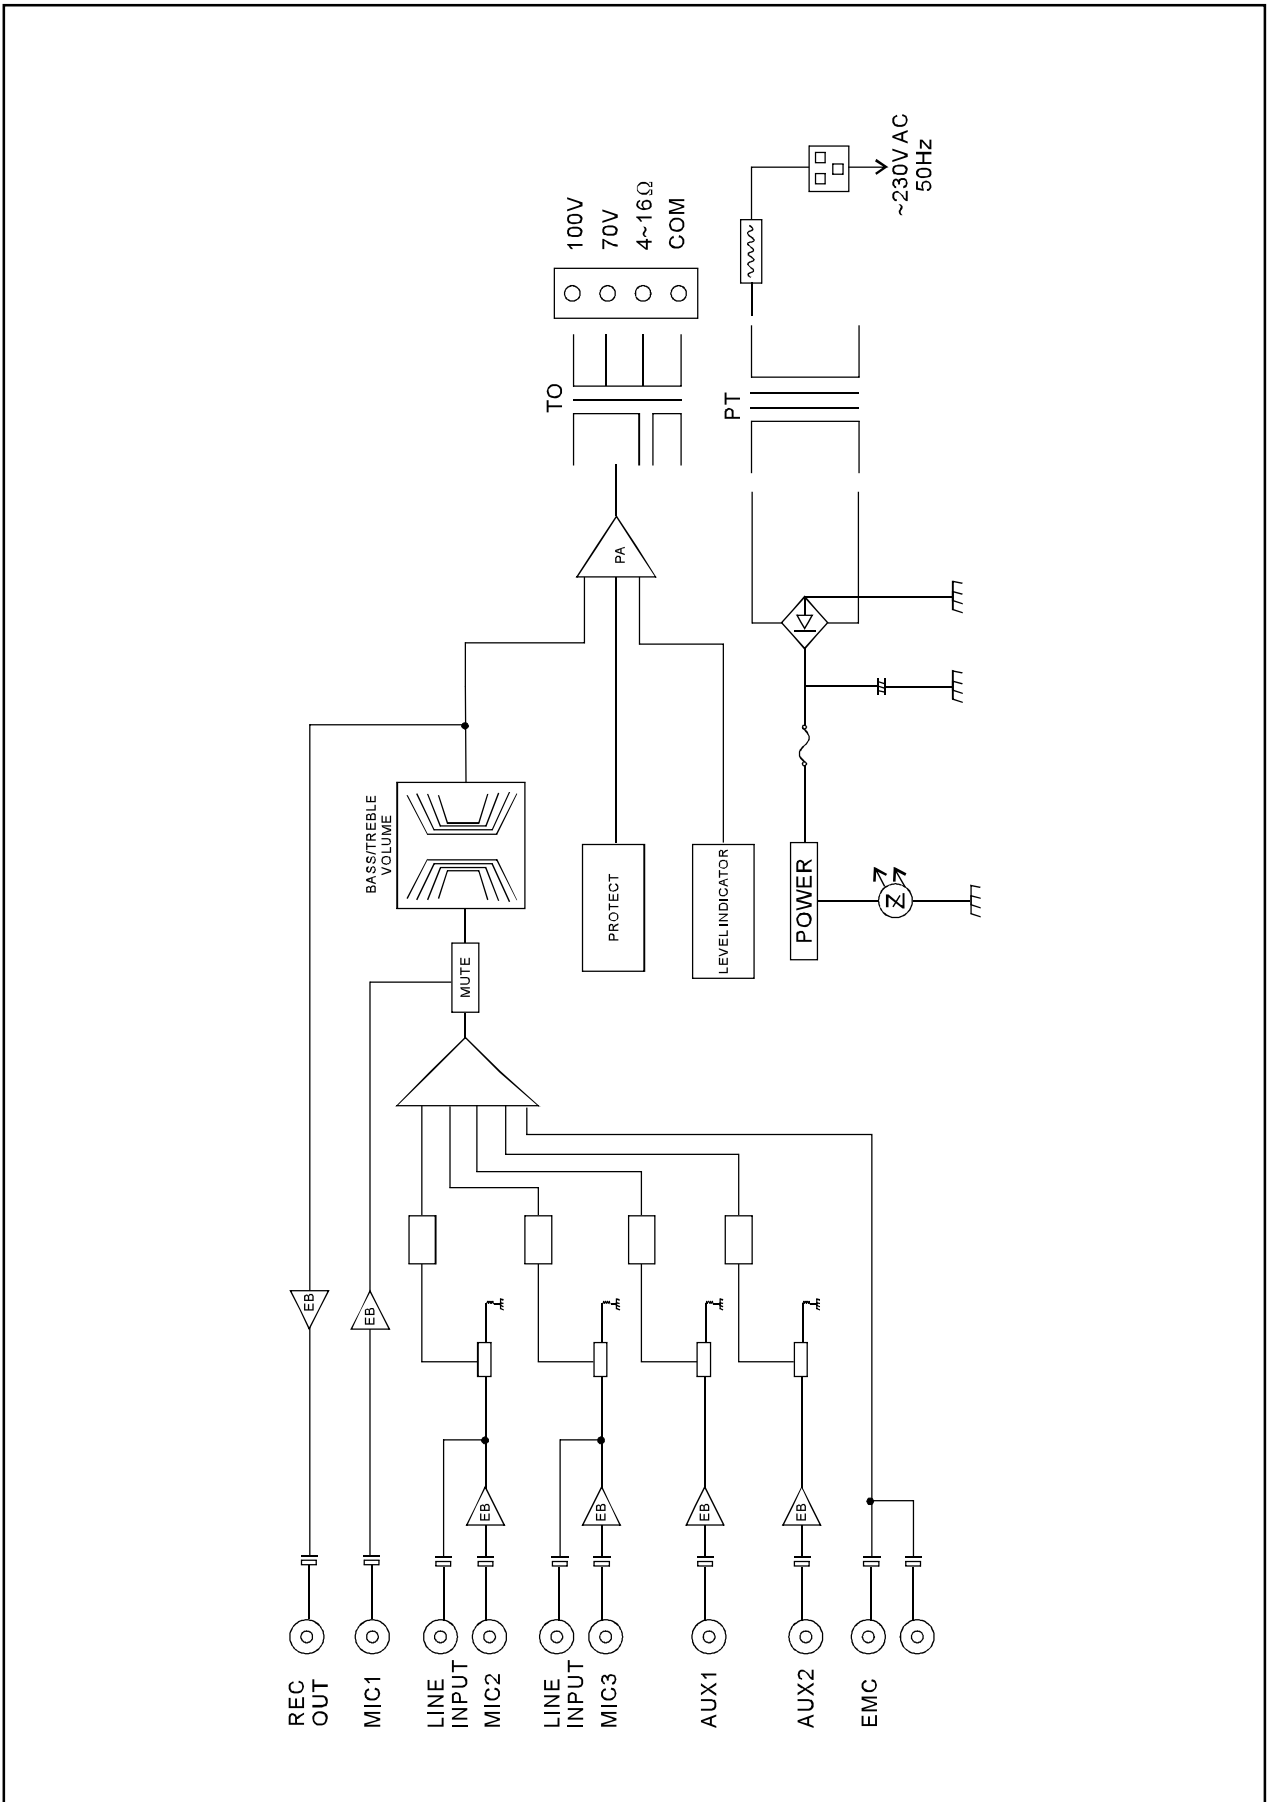 REC
OUT
MIC1
LINE
INPUT
MIC2
LINE
INPUT
MIC3
AUX1
AUX2
EMC
EB
EB
EB
EB
EB
EB
MUTE
BASS/TREBLE
VOLUME
PROTECT
LEVEL INDICATOR
POWER
PA
TO
PT
100V
70V
4~16Ω
COM
~230V AC
50Hz